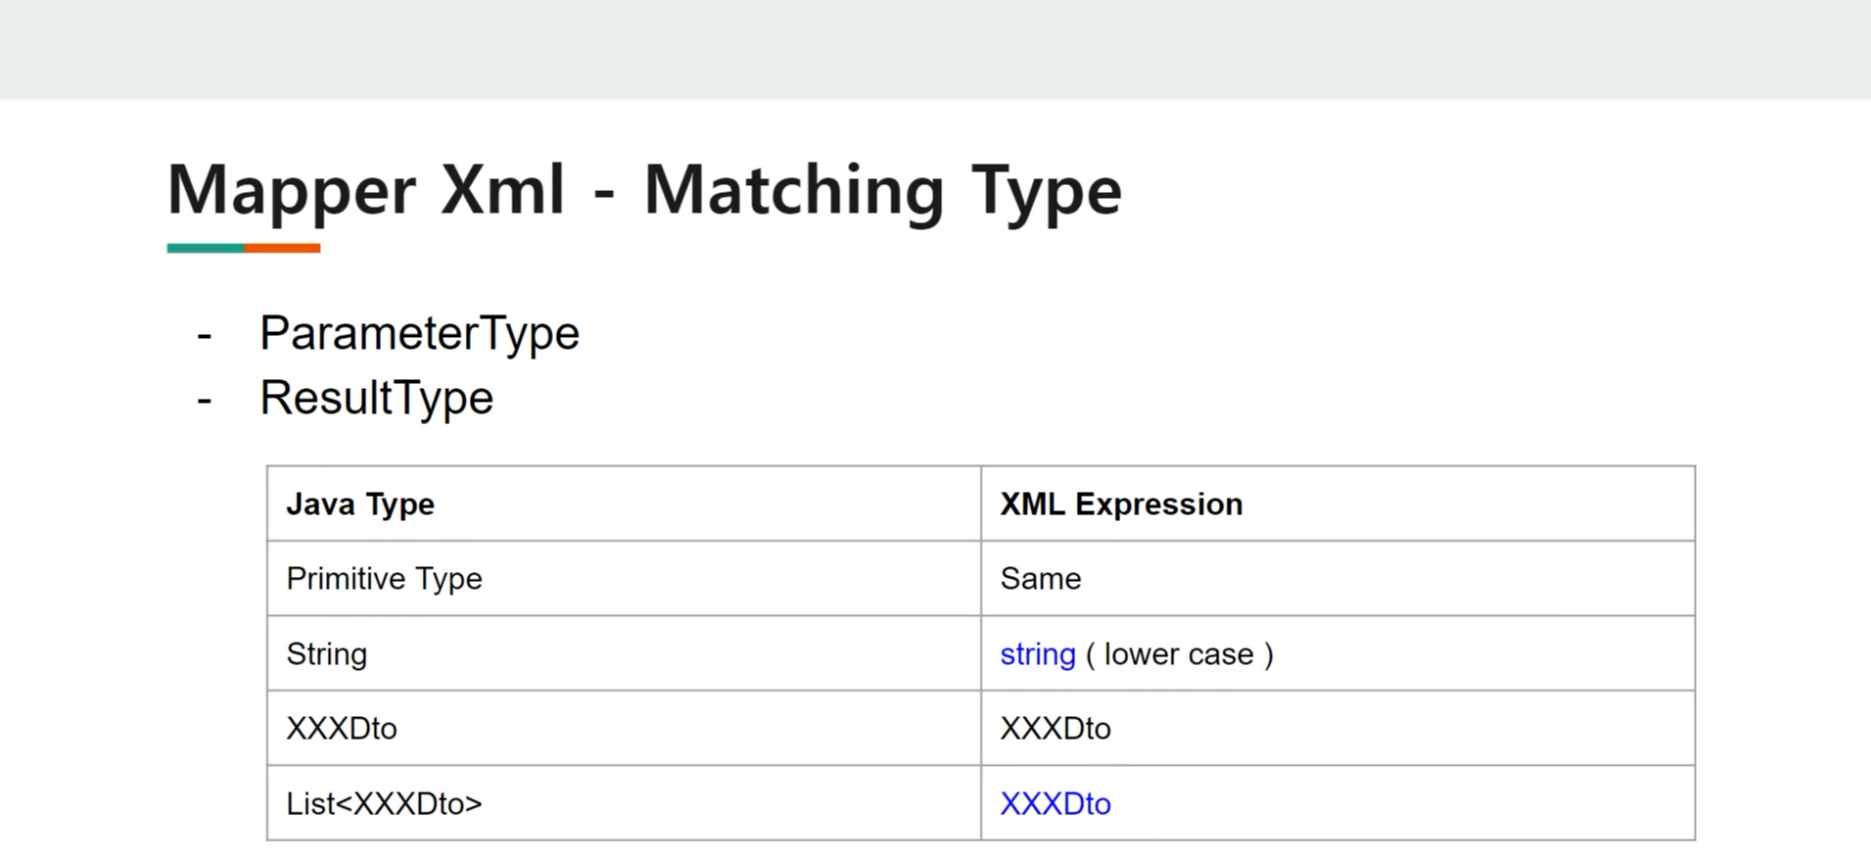 Mapper Xml - Matching Type
- ParameterType
- ResultType
Java Type XML Expression
Primitive Type Same
String string ( lower case )
XXXDto XXXDto
List<XXXDto> XXXDto